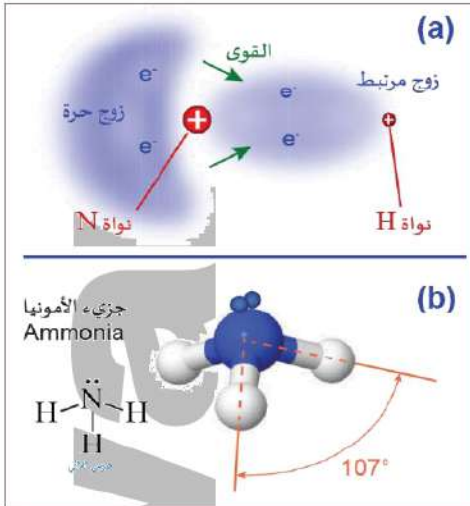 (a)
القوى
زوج مرتبط
زوج حرة
e⁻
e⁻
e⁻
e⁻
+
+
نواة N
نواة H
(b)
جزيء الأمونيا
Ammonia
N
H H
H
107°